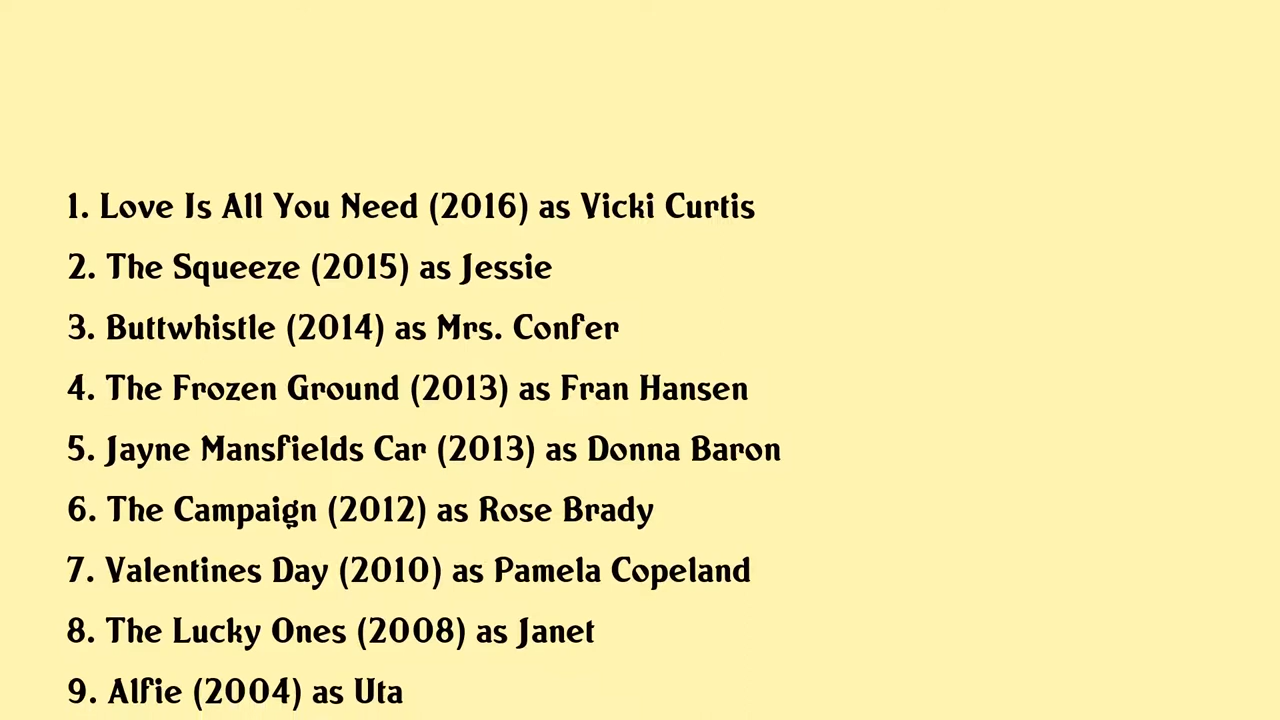 1. Love Is All You Need (2016) as Vicki Curtis
2. The Squeeze (2015) as Jessie
3. Buttwhistle (2014) as Mrs. Confer
4. The Frozen Ground (2013) as Fran Hansen
5. Jayne Mansfields Car (2013) as Donna Baron
6. The Campaign (2012) as Rose Brady
7. Valentines Day (2010) as Pamela Copeland
8. The Lucky Ones (2008) as Janet
9. Alfie (2004) as Uta